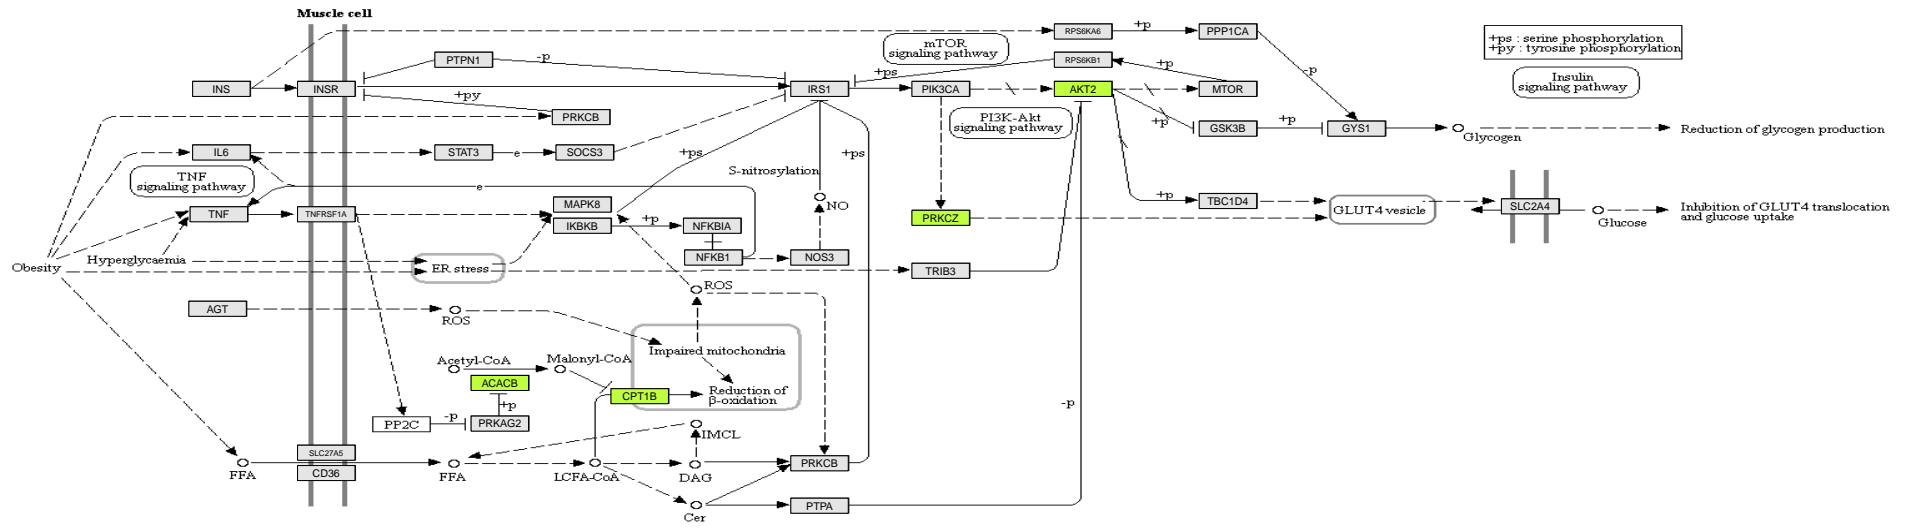 Muscle cell
RPS6KA6
+p
PPP1CA
+ps : serine phosphorylation
+py : tyrosine phosphorylation
mTOR
signaling pathway
PTPN1
-p
RPS6KB1
+ps
+p
-p
Insulin
signaling pathway
INS
INSR
IRS1
PIK3CA
AKT2
MTOR
+py
PRKCB
PI3K-Akt
signaling pathway
+p
GSK3B
+p
GYS1
Glycogen
Reduction of glycogen production
IL6
STAT3
e
SOCS3
+ps
+ps
TNF
signaling pathway
S-nitrosylation
e
+p
TBC1D4
MAPK8
NO
TNF
TNFRSF1A
IKBKB
+p
NFKBIA
PRKCZ
GLUT4 vesicle
SLC2A4
Glucose
Inhibition of GLUT4 translocation
and glucose uptake
Hyperglycaemia
NFKB1
NOS3
Obesity
ER stress
TRIB3
ROS
AGT
ROS
Impaired mitochondria
Acetyl-CoA
Malonyl-CoA
ACACB
CPT1B
Reduction of
β-oxidation
+p
-p
PP2C
-p
PRKAG2
IMCL
SLC27A5
FFA
CD36
FFA
LCFA-CoA
DAG
PRKCB
Cer
PTPA